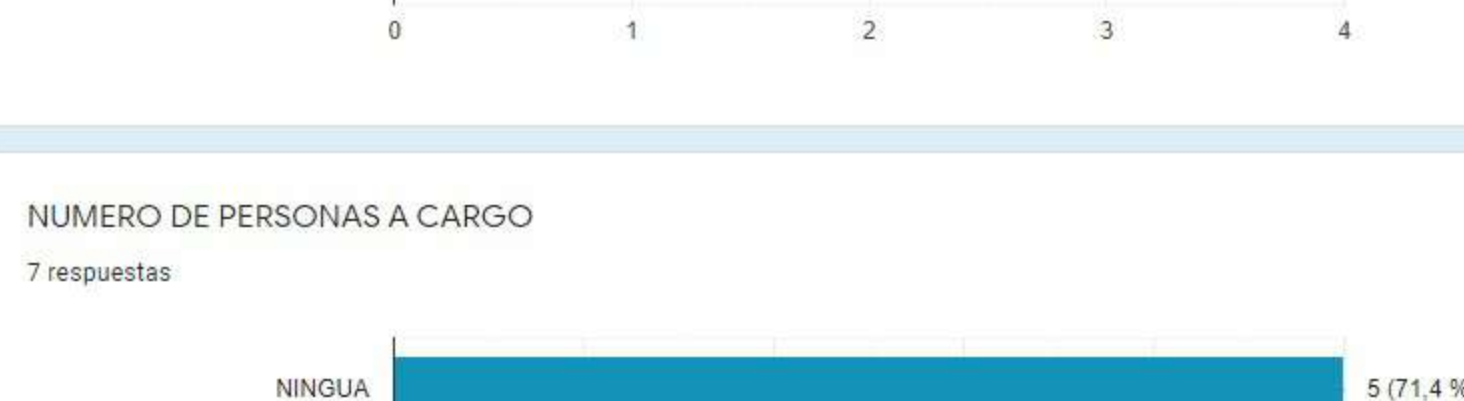 0 1 2 3 4
NUMERO DE PERSONAS A CARGO
7 respuestas
NINGUA 5 (71,4 %